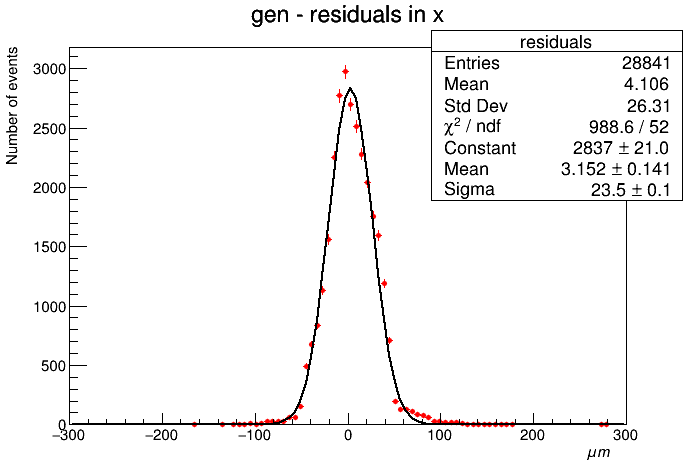 gen - residuals in x
residuals
Entries 28841
Mean 4.106
Std Dev 26.31
χ² / ndf 988.6 / 52
Constant 2837 ± 21.0
Mean 3.152 ± 0.141
Sigma 23.5 ± 0.1
Number of events
3000
2500
2000
1500
1000
500
0
−300 −200 −100 0 100 200 300
μm